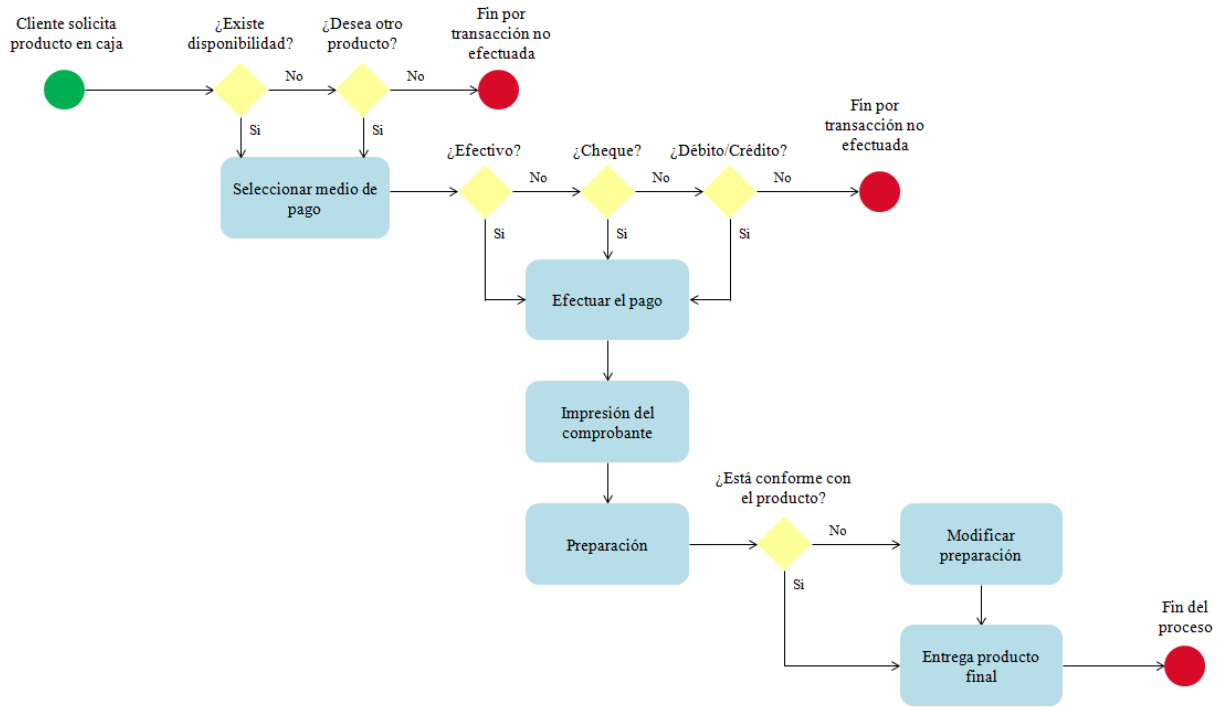 Cliente solicita
producto en caja
¿Existe
disponibilidad?
¿Desea otro
producto?
Fin por
transacción no
efectuada
No
No
Si
Si
Seleccionar medio de
pago
¿Efectivo?
¿Cheque?
¿Débito/Crédito?
Fin por
transacción no
efectuada
No
No
No
Si
Si
Si
Efectuar el pago
Impresión del
comprobante
Preparación
¿Está conforme con
el producto?
No
Si
Modificar
preparación
Entrega producto
final
Fin del
proceso